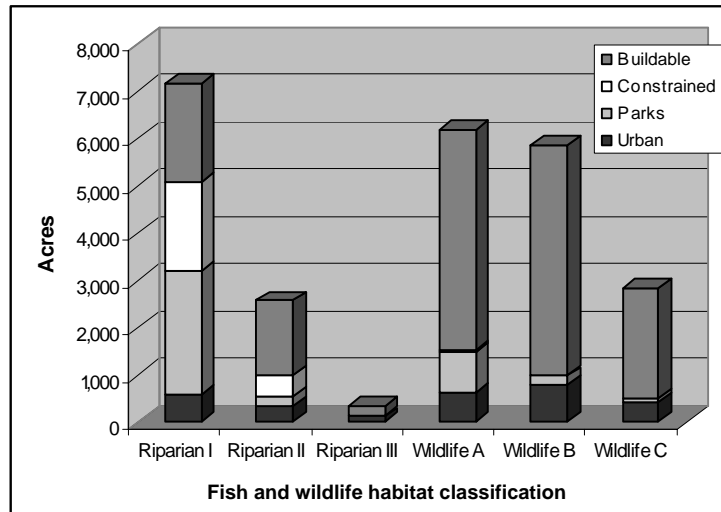 8,000
7,000
6,000
5,000
4,000
3,000
2,000
1,000
0
Acres
Buildable
Constrained
Parks
Urban
Riparian I Riparian II Riparian III Wildlife A Wildlife B Wildlife C
Fish and wildlife habitat classification